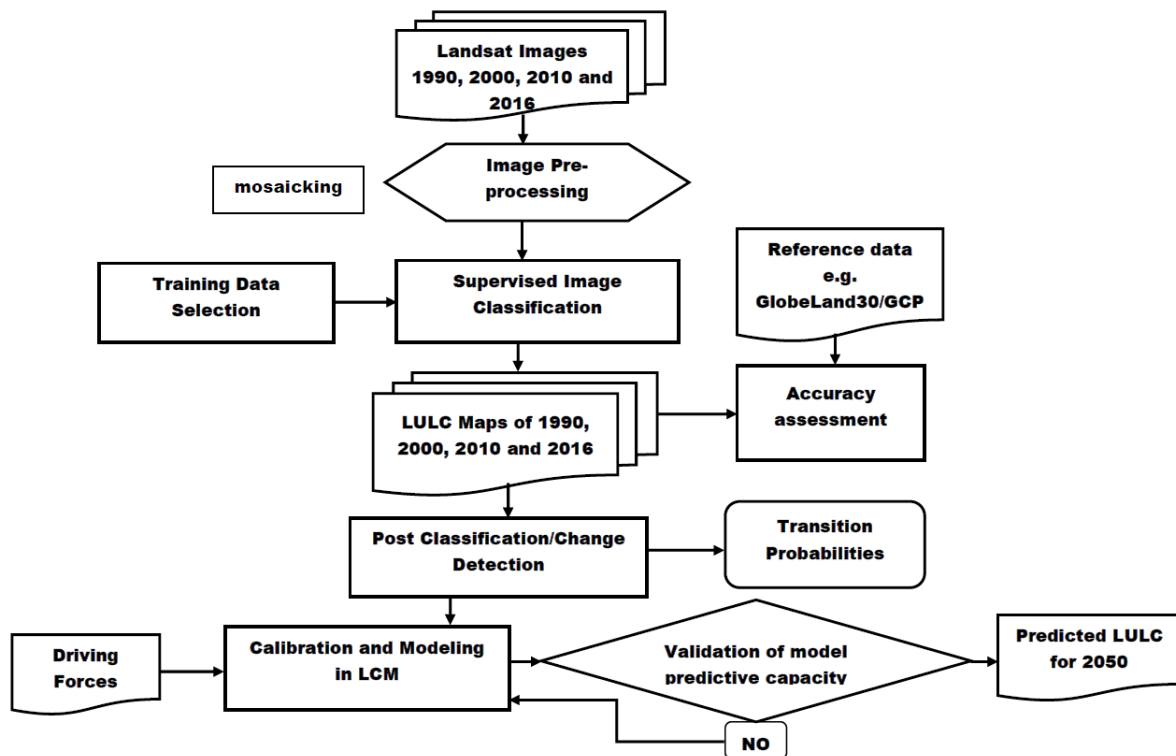 Landsat Images
1990, 2000, 2010 and
2016
Image Pre-
processing
mosaicking
Training Data
Selection
Supervised Image
Classification
Reference data
e.g.
GlobeLand30/GCP
LULC Maps of 1990,
2000, 2010 and 2016
Accuracy
assessment
Post Classification/Change
Detection
Transition
Probabilities
Driving
Forces
Calibration and Modeling
in LCM
Validation of model
predictive capacity
Predicted LULC
for 2050
NO